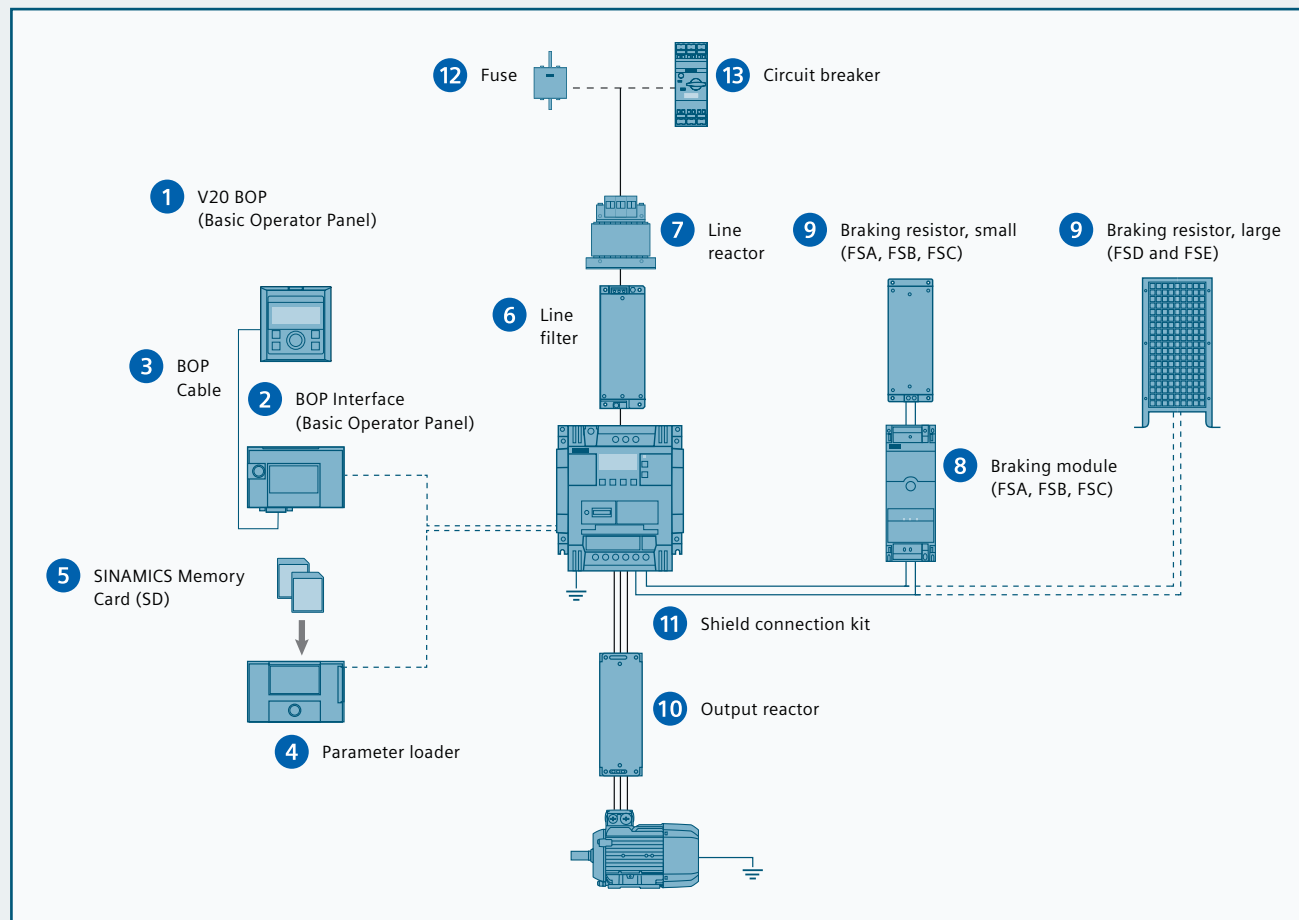 12 Fuse
13 Circuit breaker
1 V20 BOP
(Basic Operator Panel)
7 Line
reactor
9 Braking resistor, small
(FSA, FSB, FSC)
9 Braking resistor, large
(FSD and FSE)
6 Line
filter
3 BOP
Cable
2 BOP Interface
(Basic Operator Panel)
8 Braking module
(FSA, FSB, FSC)
5 SINAMICS Memory
Card (SD)
11 Shield connection kit
10 Output reactor
4 Parameter loader